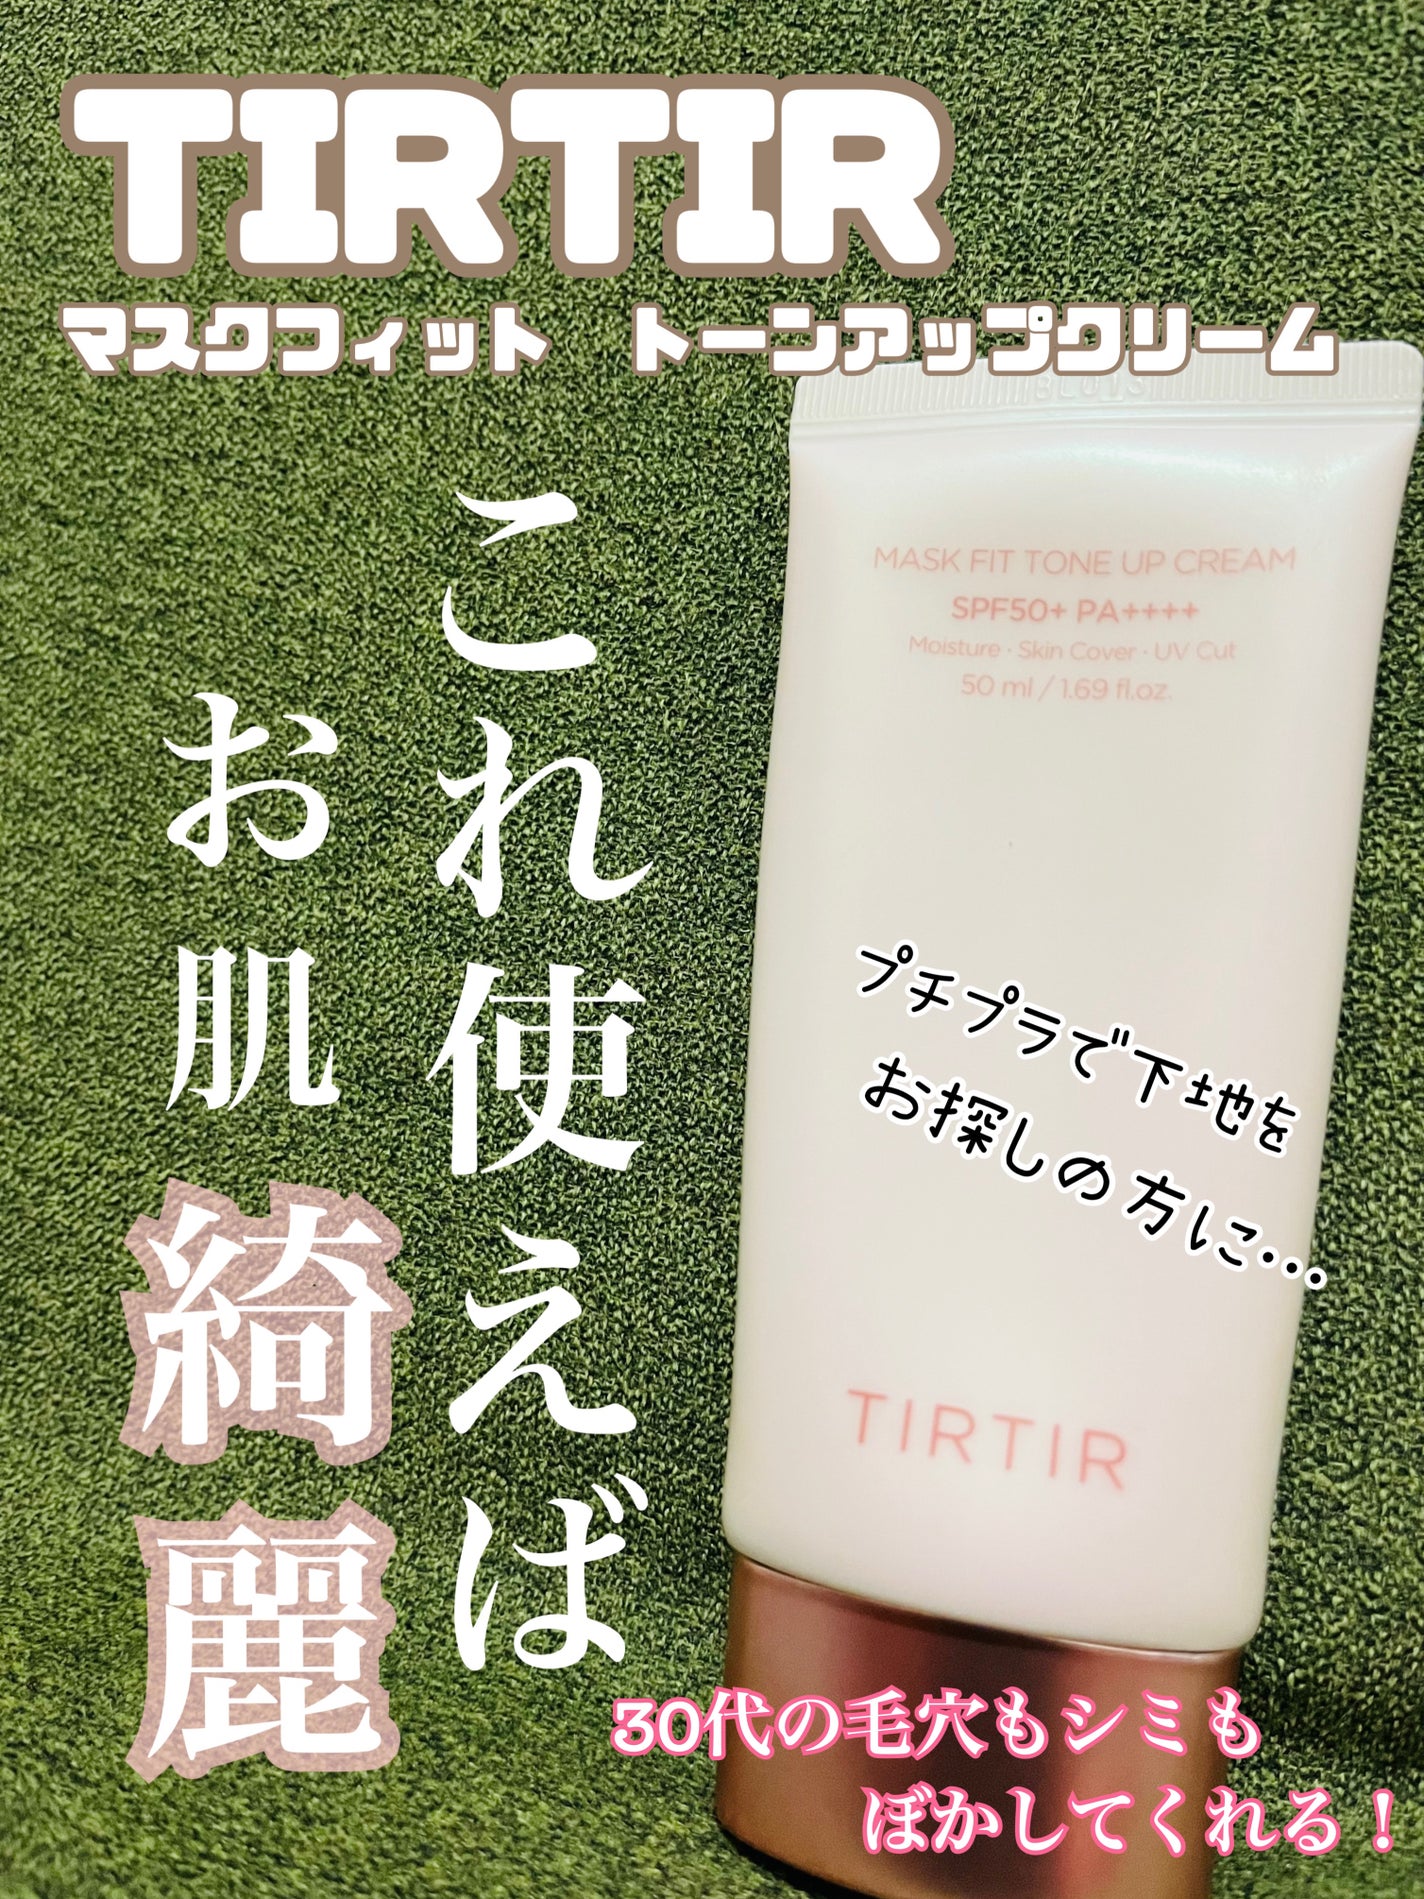 TIRTIR
マスクフィット トーンアップクリーム
MASK FIT TONE UP CREAM
SPF50+ PA++++
Moisture · Skin Cover · UV Cut
50 ml / 1.69 fl.oz.
これ使えば
お肌綺麗
プチプラで下地を
お探しの方に…
TIRTIR
30代の毛穴もシミも
ぼかしてくれる！